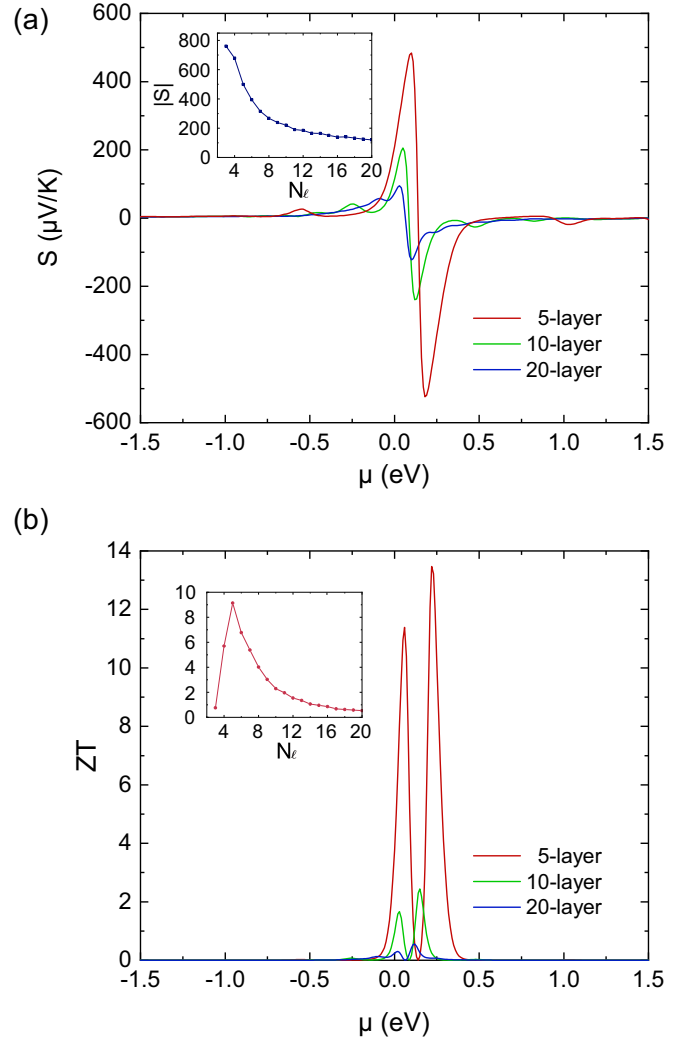 (a)
600
400
200
0
-200
-400
-600
S (μV/K)
-1.5 -1.0 -0.5 0.0 0.5 1.0 1.5
μ (eV)
800
600
400
200
0
|S|
4 8 12 16 20
Nℓ
5-layer
10-layer
20-layer
(b)
14
12
10
8
6
4
2
0
ZT
-1.5 -1.0 -0.5 0.0 0.5 1.0 1.5
μ (eV)
10
8
6
4
2
0
4 8 12 16 20
Nℓ
5-layer
10-layer
20-layer